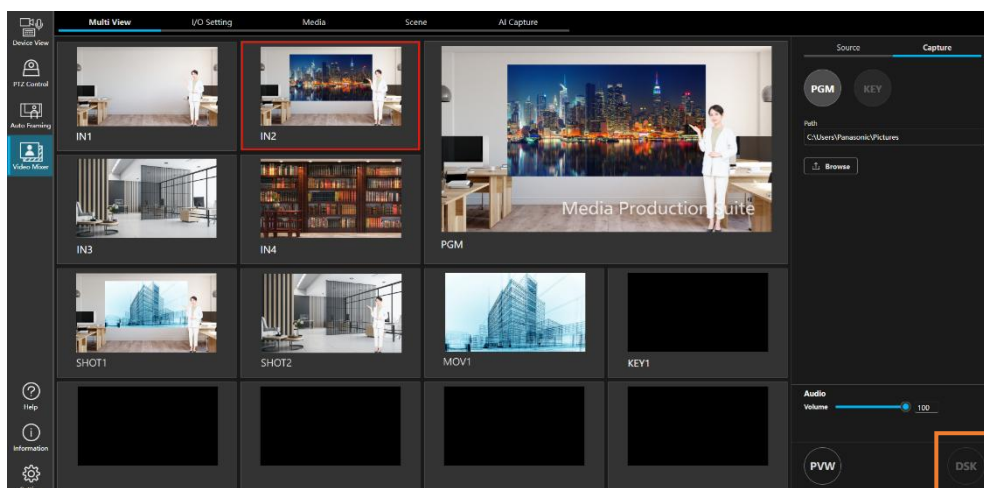 Multi View
I/O Setting
Media
Scene
AI Capture
Device View
PTZ Control
Auto Framing
Video Mixer
Help
Information
IN1
IN2
Media Production Suite
PGM
IN3
IN4
SHOT1
SHOT2
MOV1
KEY1
Source
Capture
PGM
KEY
Path
C:\Users\Panasonic\Pictures
Browse
Audio
Volume
100
PVW
DSK